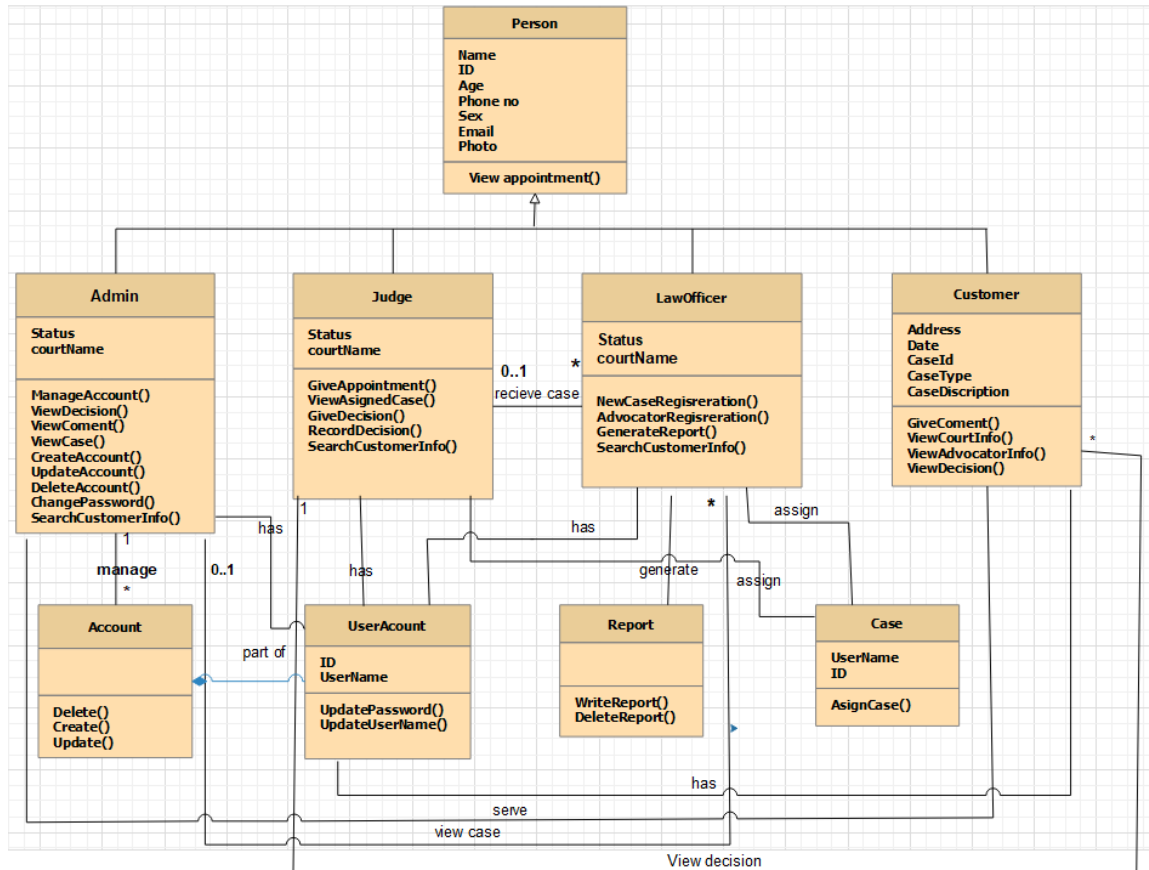 Person
Name
ID
Age
Phone no
Sex
Email
Photo
View appointment()
Admin
Status
courtName
ManageAccount()
ViewDecision()
ViewComent()
ViewCase()
CreateAccount()
UpdateAccount()
DeleteAccount()
ChangePassword()
SearchCustomerInfo()
Judge
Status
courtName
GiveAppointment()
ViewAsignedCase()
GiveDecision()
RecordDecision()
SearchCustomerInfo()
0..1
*
recieve case
LawOfficer
Status
courtName
NewCaseRegisreration()
AdvocatorRegisreration()
GenerateReport()
SearchCustomerInfo()
Customer
Address
Date
CaseId
CaseType
CaseDiscription
GiveComent()
ViewCourtInfo()
ViewAdvocatorInfo()
ViewDecision()
*
1
*
has
has
assign
1
manage
0..1
has
generate
assign
*
Account
Delete()
Create()
Update()
part of
UserAcount
ID
UserName
UpdatePassword()
UpdateUserName()
Report
WriteReport()
DeleteReport()
Case
UserName
ID
AsignCase()
has
serve
view case
View decision